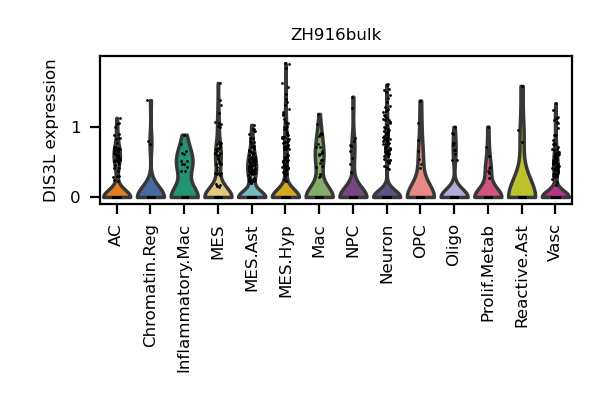 ZH916bulk
DIS3L expression
1
0
AC
Chromatin.Reg
Inflammatory.Mac
MES
MES.Ast
MES.Hyp
Mac
NPC
Neuron
OPC
Oligo
Prolif.Metab
Reactive.Ast
Vasc